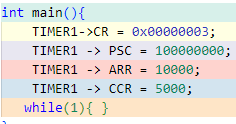 int main(){
TIMER1->CR = 0x00000003;
TIMER1 -> PSC = 100000000;
TIMER1 -> ARR = 10000;
TIMER1 -> CCR = 5000;
while(1){ }